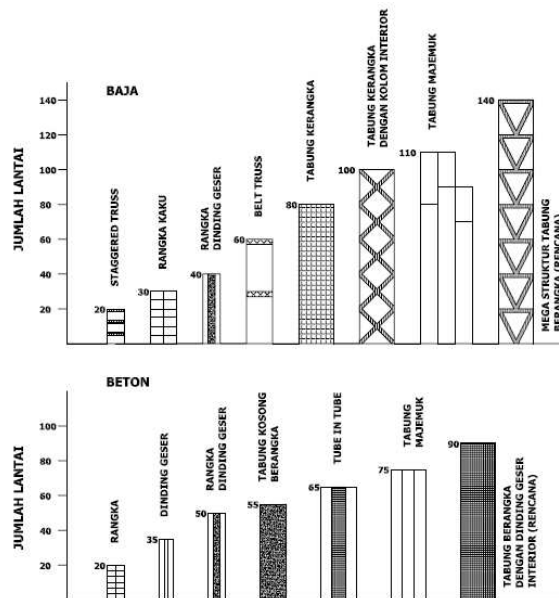 BAJA
JUMLAH LANTAI
140
120
100
80
60
40
20
STAGGERED TRUSS
20
RANGKA KAKU
30
RANGKA
DINDING GESER
40
BELT TRUSS
60
TABUNG KERANGKA
80
TABUNG KERANGKA
DENGAN KOLOM INTERIOR
100
TABUNG MAJEMUK
110
140
MEGA STRUKTUR TABUNG
BERANGKA (RENCANA)
BETON
JUMLAH LANTAI
100
80
60
40
20
RANGKA
20
DINDING GESER
35
RANGKA
DINDING GESER
50
TABUNG KOSONG
BERANGKA
55
TUBE IN TUBE
65
TABUNG
MAJEMUK
75
90
TABUNG BERANGKA
DENGAN DINDING GESER
INTERIOR (RENCANA)